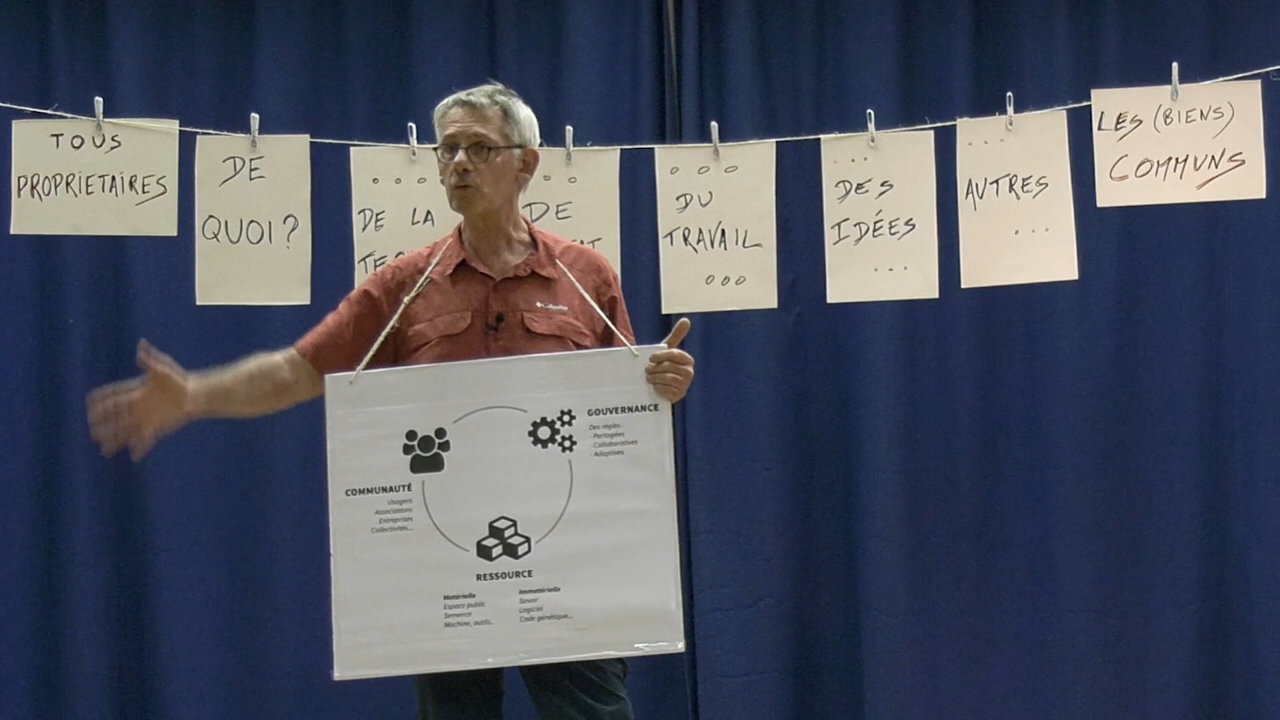 TOUS
PROPRIETAIRES
DE
QUOI?
DE LA
DE
DU
TRAVAIL
DES
IDÉES
AUTRES
LES (BIENS)
COMMUNS
Columbia
GOUVERNANCE
Des règles :
- Partagées
- Collaboratives
- Adaptives
COMMUNAUTÉ
Usagers
Associations
Entreprises
Collectivités...
RESSOURCE
Matérielle
Espace public
Semence
Machine, outils..
Immatérielle
Savoir
Logiciel
Code génétique...